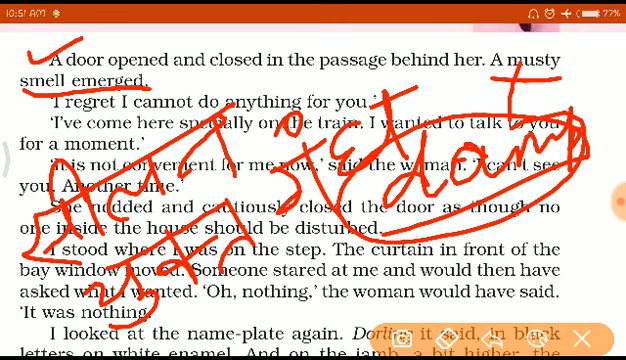 10:51 AM
77%
A door opened and closed in the passage behind her. A musty
smell emerged.
'I regret I cannot do anything for you.'
'I've come here specially on the train. I wanted to talk to you
for a moment.'
'It is not convenient for me now,' said the woman. 'I can't see
you. Another time.'
She nodded and cautiously closed the door as though no
one inside the house should be disturbed.
I stood where I was on the step. The curtain in front of the
bay window moved. Someone stared at me and would then have
asked what I wanted. 'Oh, nothing,' the woman would have said.
'It was nothing.'
I looked at the name-plate again. Dorling it said, in black
letters on white enamel. And on the jamb, a bit higher, the